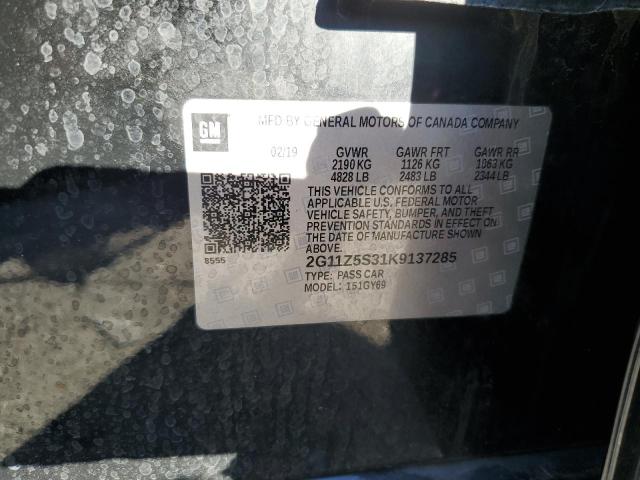 GM
MFD BY GENERAL MOTORS OF CANADA COMPANY
02/19 GVWR GAWR FRT GAWR RR
2190 KG 1126 KG 1063 KG
4828 LB 2483 LB 2344 LB
THIS VEHICLE CONFORMS TO ALL
APPLICABLE U.S. FEDERAL MOTOR
VEHICLE SAFETY, BUMPER, AND THEFT
PREVENTION STANDARDS IN EFFECT
ON THE DATE OF MANUFACTURE SHOWN
ABOVE.
8555
2G11Z5S31K9137285
TYPE: PASS CAR
MODEL: 1S1GY69